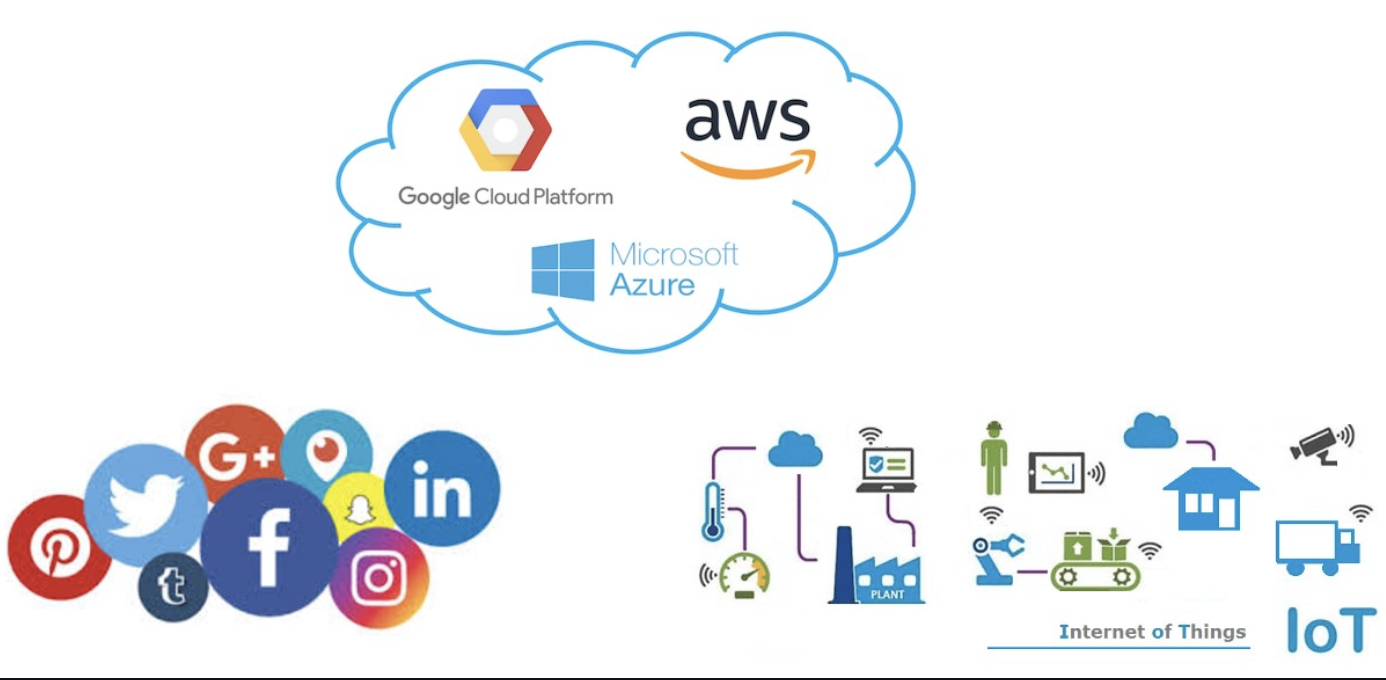 aws
Google Cloud Platform
Microsoft
Azure
G+
in
f
t
PLANT
Internet of Things
IoT